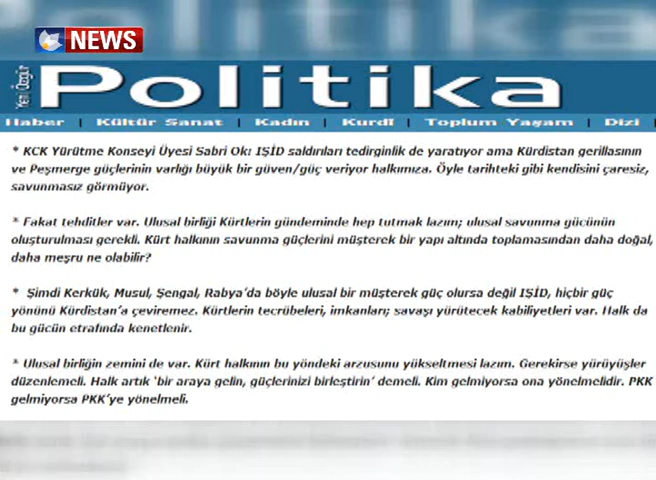 NEWS
Yeni Özgür
Politika
Haber | Kültür Sanat | Kadın | Kurdî | Toplum Yaşam | Dizi |
* KCK Yürütme Konseyi Üyesi Sabri Ok: IŞİD saldırıları tedirginlik de yaratıyor ama Kürdistan gerillasının
ve Peşmerge güçlerinin varlığı büyük bir güven/güç veriyor halkımıza. Öyle tarihteki gibi kendisini çaresiz,
savunmasız görmüyor.
* Fakat tehditler var. Ulusal birliği Kürtlerin gündeminde hep tutmak lazım; ulusal savunma gücünün
oluşturulması gerekli. Kürt halkının savunma güçlerini müşterek bir yapı altında toplamasından daha doğal,
daha meşru ne olabilir?
* Şimdi Kerkük, Musul, Şengal, Rabya'da böyle ulusal bir müşterek güç olursa değil IŞİD, hiçbir güç
yönünü Kürdistan'a çeviremez. Kürtlerin tecrübeleri, imkanları; savaşı yürütecek kabiliyetleri var. Halk da
bu gücün etrafında kenetlenir.
* Ulusal birliğin zemini de var. Kürt halkının bu yöndeki arzusunu yükseltmesi lazım. Gerekirse yürüyüşler
düzenlemeli. Halk artık 'bir araya gelin, güçlerinizi birleştirin' demeli. Kim gelmiyorsa ona yönelmelidir. PKK
gelmiyorsa PKK'ye yönelmeli.